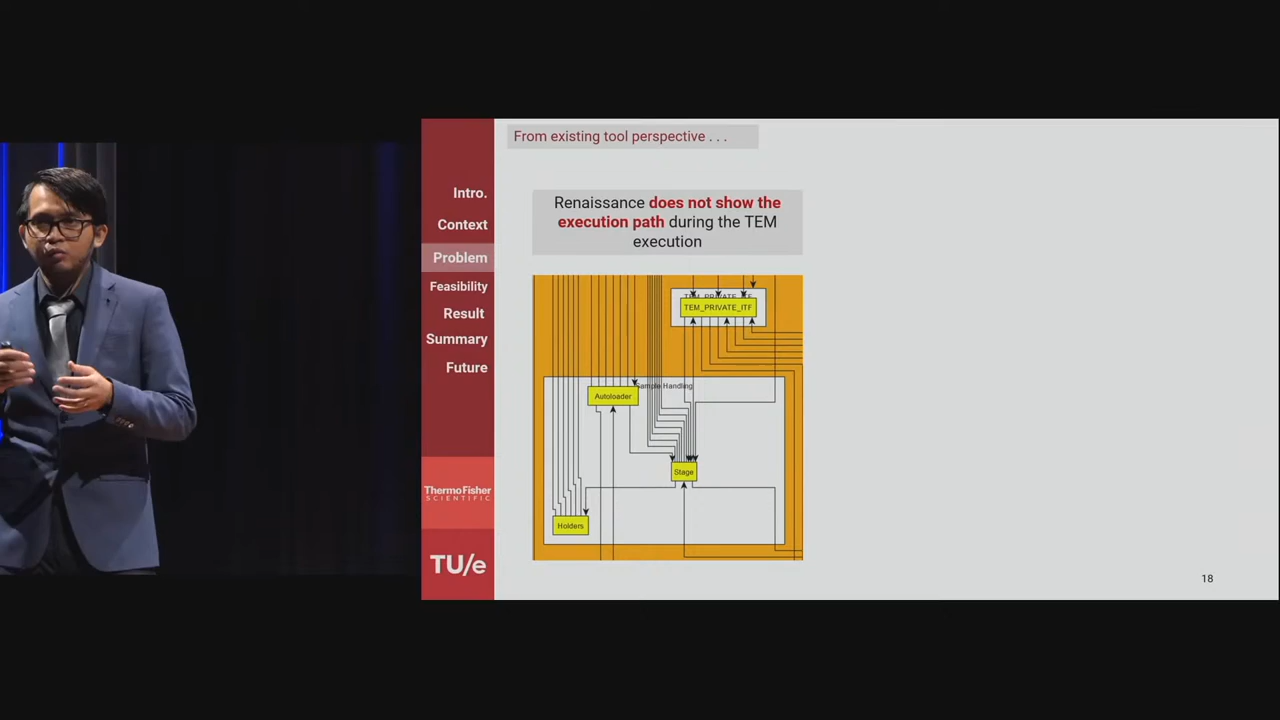 From existing tool perspective . . .
Intro.
Context
Problem
Feasibility
Result
Summary
Future
ThermoFisher
SCIENTIFIC
TU/e
Renaissance does not show the
execution path during the TEM
execution
TEM_PRIVATE_ITF
TEM_PRIVATE_ITF
Sample Handling
Autoloader
Stage
Holders
18